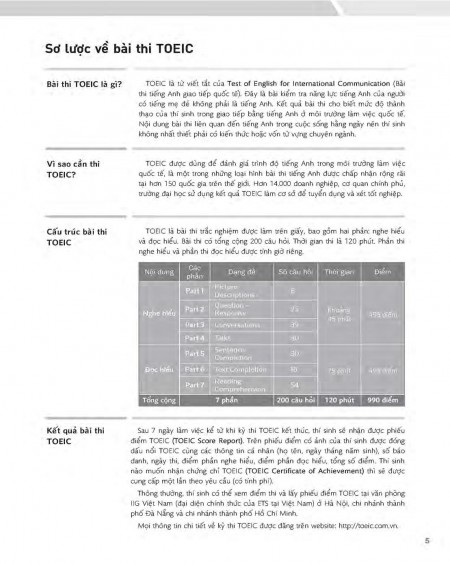 Sơ lược về bài thi TOEIC
Bài thi TOEIC là gì?
TOEIC là từ viết tắt của Test of English for International Communication (Bài
thi tiếng Anh giao tiếp quốc tế). Đây là bài kiểm tra năng lực tiếng Anh của người
có tiếng mẹ đẻ không phải là tiếng Anh. Kết quả bài thi cho biết mức độ thành
thạo của thí sinh trong giao tiếp bằng tiếng Anh ở môi trường làm việc quốc tế.
Nội dung bài thi liên quan đến tiếng Anh trong cuộc sống hằng ngày nên thí sinh
không nhất thiết phải có kiến thức hoặc vốn từ vựng chuyên ngành.
Vì sao cần thi
TOEIC?
TOEIC được dùng để đánh giá trình độ tiếng Anh trong môi trường làm việc
quốc tế, là một trong những loại hình bài thi tiếng Anh được chấp nhận rộng rãi
tại hơn 150 quốc gia trên thế giới. Hơn 14.000 doanh nghiệp, cơ quan chính phủ,
trường đại học sử dụng kết quả TOEIC làm cơ sở để tuyển dụng và xét tốt nghiệp.
Cấu trúc bài thi
TOEIC
TOEIC là bài thi trắc nghiệm được làm trên giấy, bao gồm hai phần: nghe hiểu
và đọc hiểu. Bài thi có tổng cộng 200 câu hỏi. Thời gian thi là 120 phút. Phần thi
nghe hiểu và phần thi đọc hiểu được tính giờ riêng.
Nội dung Các phần Dạng đề Số câu hỏi Thời gian Điểm
Nghe hiểu
Part 1 Picture Descriptions
Part 2 Question - Response
Part 3 Conversations
Part 4 Talks
Đọc hiểu
Part 5 Sentence Completion
Part 6 Text Completion
Part 7 Reading Comprehension
Tổng cộng 7 phần 200 câu hỏi 120 phút 990 điểm
Kết quả bài thi
TOEIC
Sau 7 ngày làm việc kể từ khi kỳ thi TOEIC kết thúc, thí sinh sẽ nhận được phiếu
điểm TOEIC (TOEIC Score Report). Trên phiếu điểm có ảnh của thí sinh được đóng
dấu nổi TOEIC cùng các thông tin cá nhân (họ tên, ngày tháng năm sinh), số báo
danh, ngày thi, điểm phần nghe hiểu, điểm phần đọc hiểu, tổng số điểm. Thí sinh
nào muốn nhận chứng chỉ TOEIC (TOEIC Certificate of Achievement) thì sẽ được
cung cấp một lần theo yêu cầu (có tính phí).
Thông thường, thí sinh có thể xem điểm thi và lấy phiếu điểm TOEIC tại văn phòng
IIG Việt Nam (đại diện chính thức của ETS tại Việt Nam) ở Hà Nội, chi nhánh thành
phố Đà Nẵng và chi nhánh thành phố Hồ Chí Minh.
Mọi thông tin chi tiết về kỳ thi TOEIC được đăng trên website: http://toeic.com.vn.
5